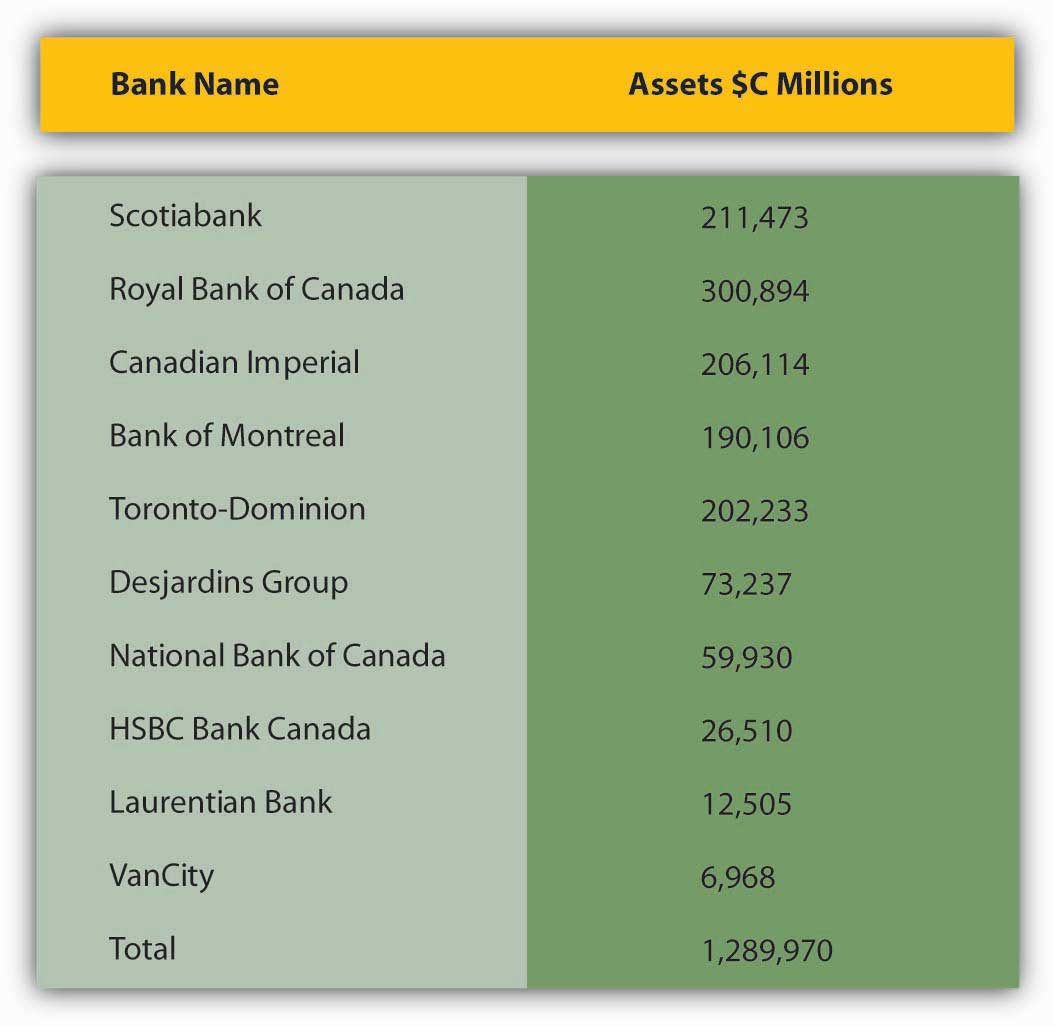 Bank Name Assets $C Millions
Scotiabank 211,473
Royal Bank of Canada 300,894
Canadian Imperial 206,114
Bank of Montreal 190,106
Toronto-Dominion 202,233
Desjardins Group 73,237
National Bank of Canada 59,930
HSBC Bank Canada 26,510
Laurentian Bank 12,505
VanCity 6,968
Total 1,289,970